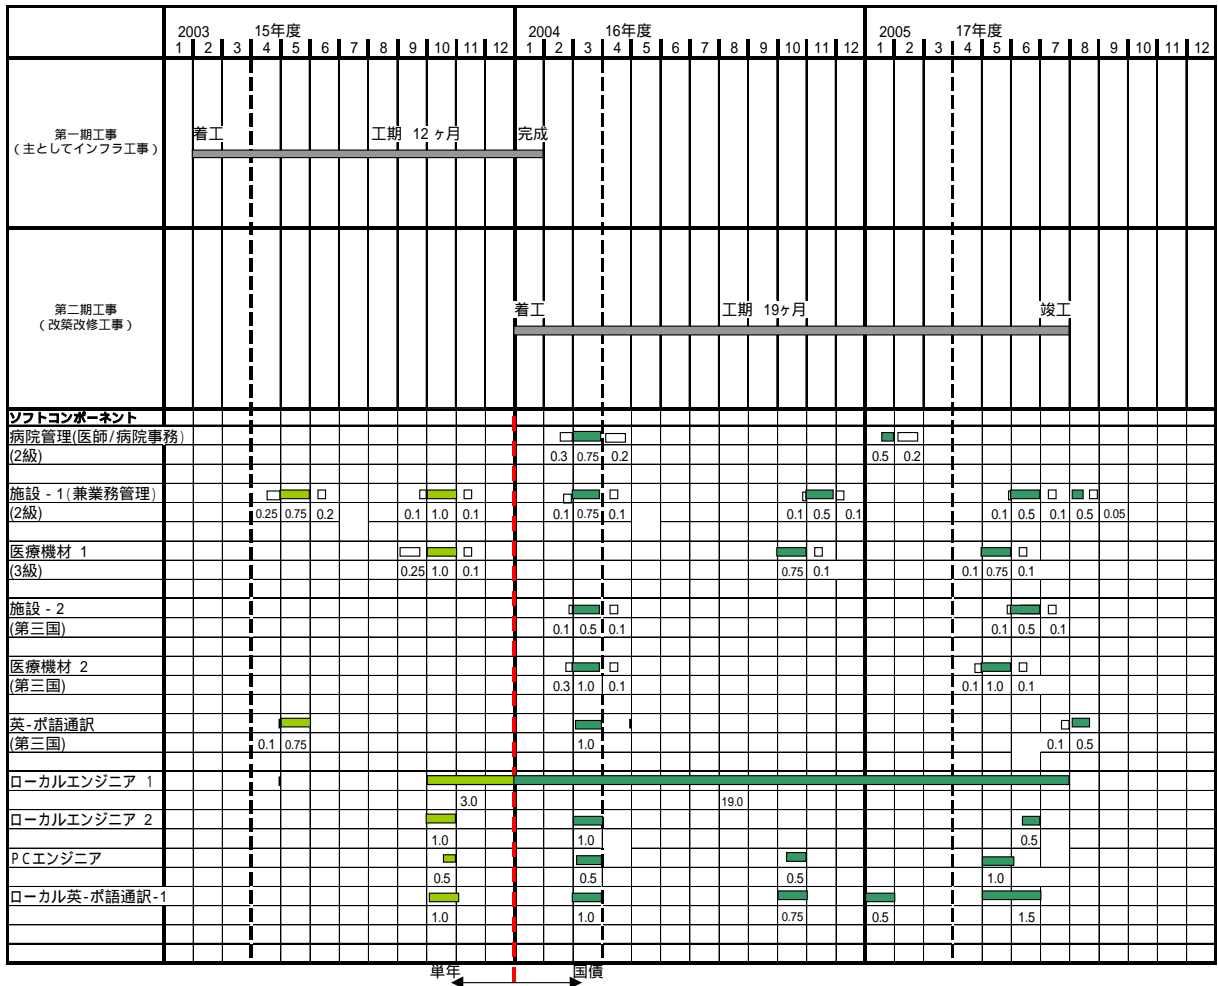 2003 15年度 2004 16年度 2005 17年度
1 2 3 4 5 6 7 8 9 10 11 12 1 2 3 4 5 6 7 8 9 10 11 12 1 2 3 4 5 6 7 8 9 10 11 12
第一期工事
(主としてインフラ工事)
着工 工期 12ヶ月 完成
第二期工事
(改築改修工事)
着工 工期 19ヶ月 竣工
ソフトコンポーネント
病院管理(医師/病院事務)
(2級) 0.3 0.75 0.2 0.5 0.2
施設-1(兼業務管理)
(2級) 0.25 0.75 0.2 0.1 1.0 0.1 0.1 0.75 0.1 0.1 0.5 0.1 0.1 0.5 0.1 0.5 0.05
医療機材 1
(3級) 0.25 1.0 0.1 0.75 0.1 0.1 0.75 0.1
施設-2
(第三国) 0.1 0.5 0.1 0.1 0.5 0.1
医療機材 2
(第三国) 0.3 1.0 0.1 0.1 1.0 0.1
英-ポ語通訳
(第三国) 0.1 0.75 1.0 0.1 0.5
ローカルエンジニア 1
3.0 19.0
ローカルエンジニア 2
1.0 1.0 0.5
PCエンジニア
0.5 0.5 0.5 1.0
ローカル英-ポ語通訳-1
1.0 1.0 0.75 0.5 1.5
単年 国債